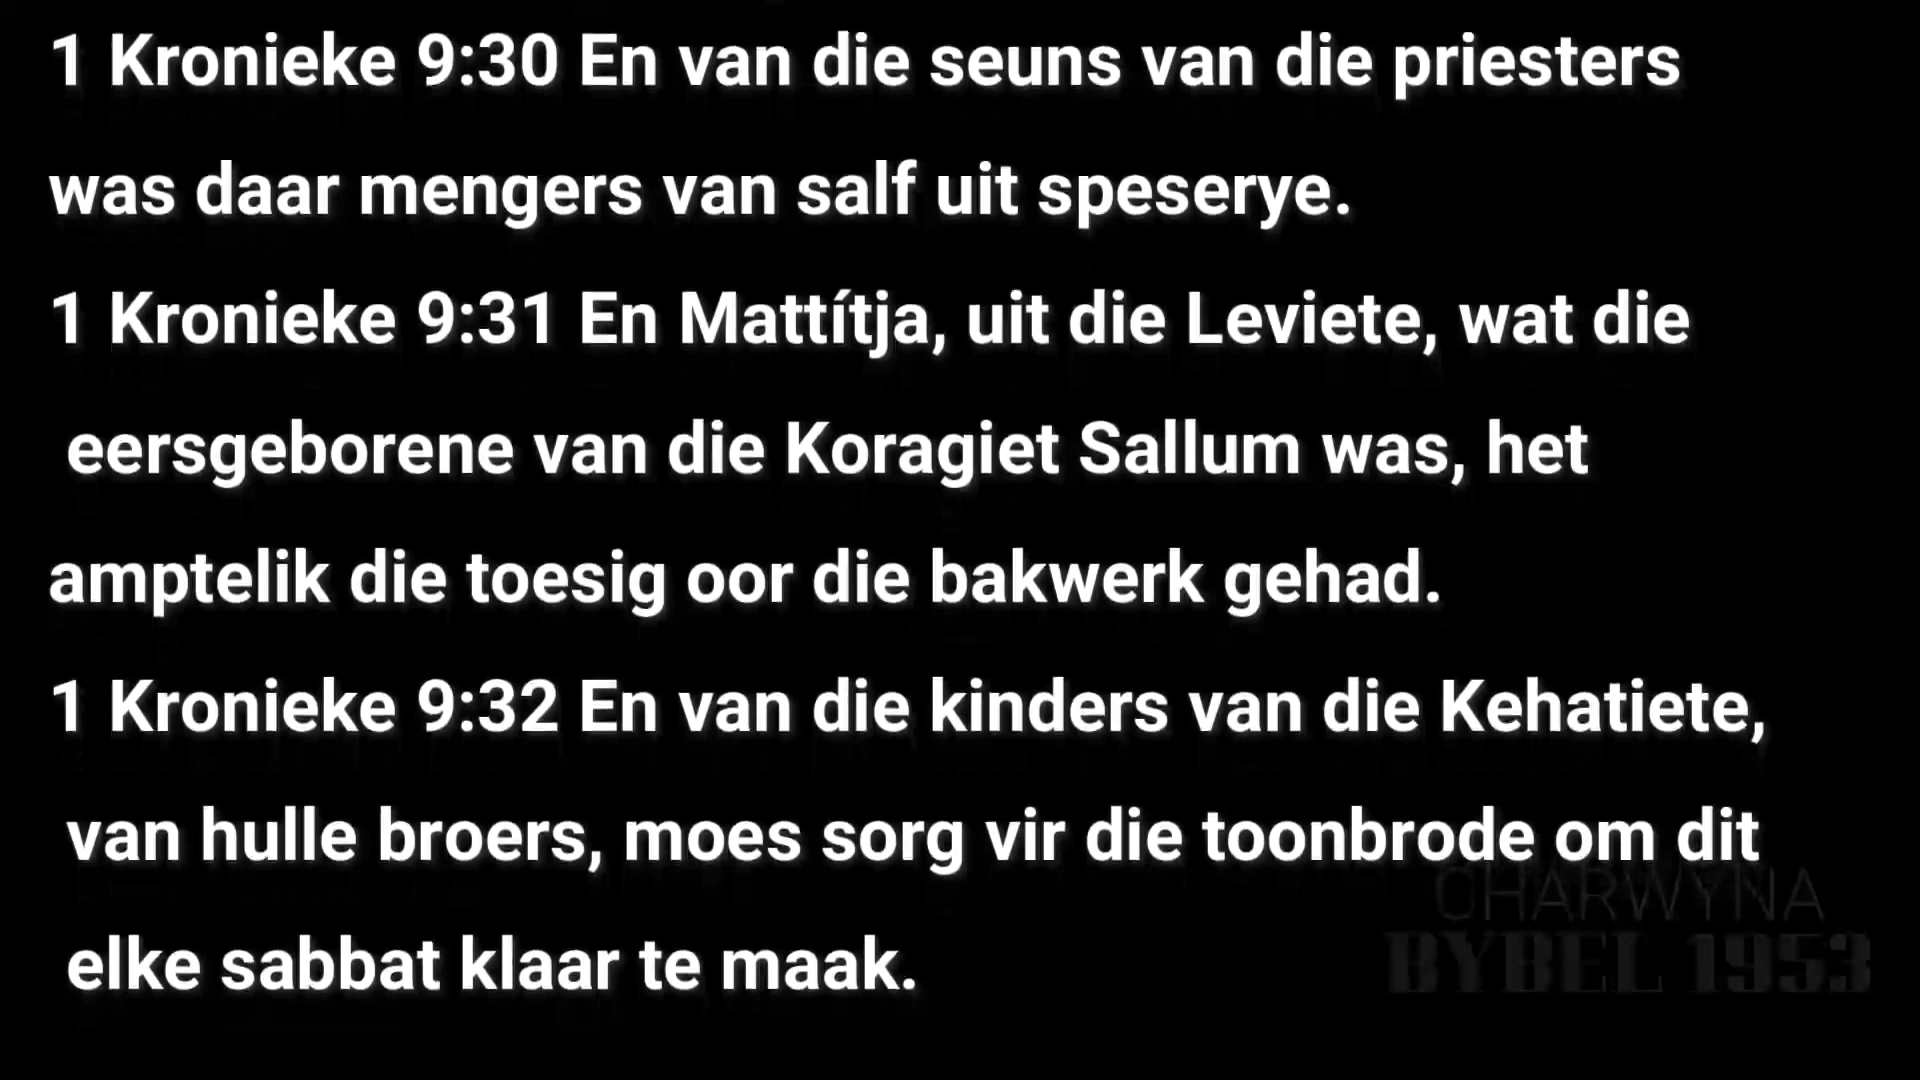 1 Kronieke 9:30 En van die seuns van die priesters
was daar mengers van salf uit speserye.
1 Kronieke 9:31 En Mattítja, uit die Leviete, wat die
eersgeborene van die Koragiet Sallum was, het
amptelik die toesig oor die bakwerk gehad.
1 Kronieke 9:32 En van die kinders van die Kehatiete,
van hulle broers, moes sorg vir die toonbrode om dit
elke sabbat klaar te maak.
CHARWYNA
BYBEL 1953